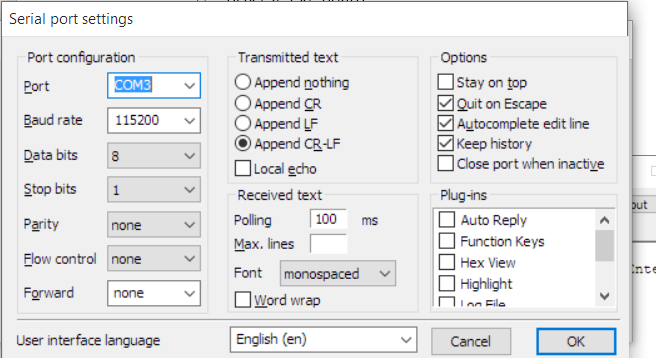 Serial port settings
Port configuration
Port COM3
Baud rate 115200
Data bits 8
Stop bits 1
Parity none
Flow control none
Forward none
Transmitted text
Append nothing
Append CR
Append LF
Append CR-LF
Local echo
Received text
Polling 100 ms
Max. lines
Font monospaced
Word wrap
Options
Stay on top
Quit on Escape
Autocomplete edit line
Keep history
Close port when inactive
Plug-ins
Auto Reply
Function Keys
Hex View
Highlight
Log File
User interface language English (en)
Cancel OK